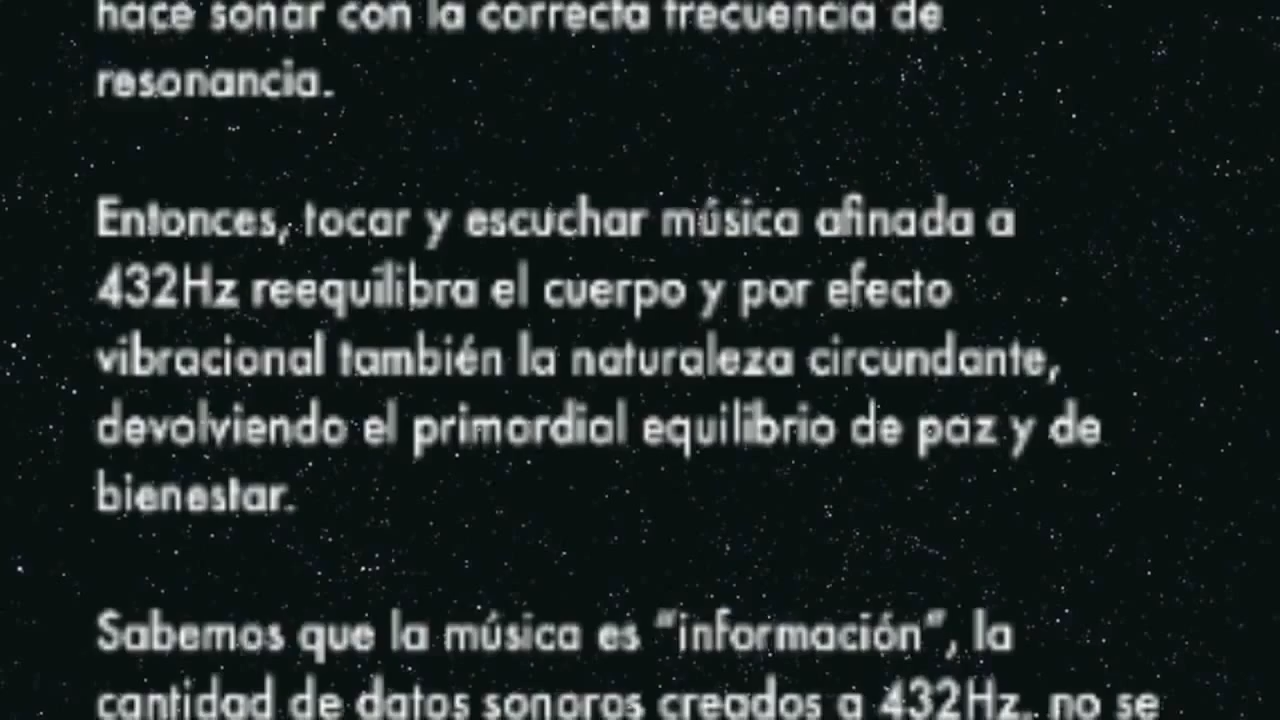 hace sonar con la correcta frecuencia de
resonancia.
Entonces, tocar y escuchar música afinada a
432Hz reequilibra el cuerpo y por efecto
vibracional también la naturaleza circundante,
devolviendo el primordial equilibrio de paz y de
bienestar.
Sabemos que la música es “información”, la
cantidad de datos sonoros creados a 432Hz, no se